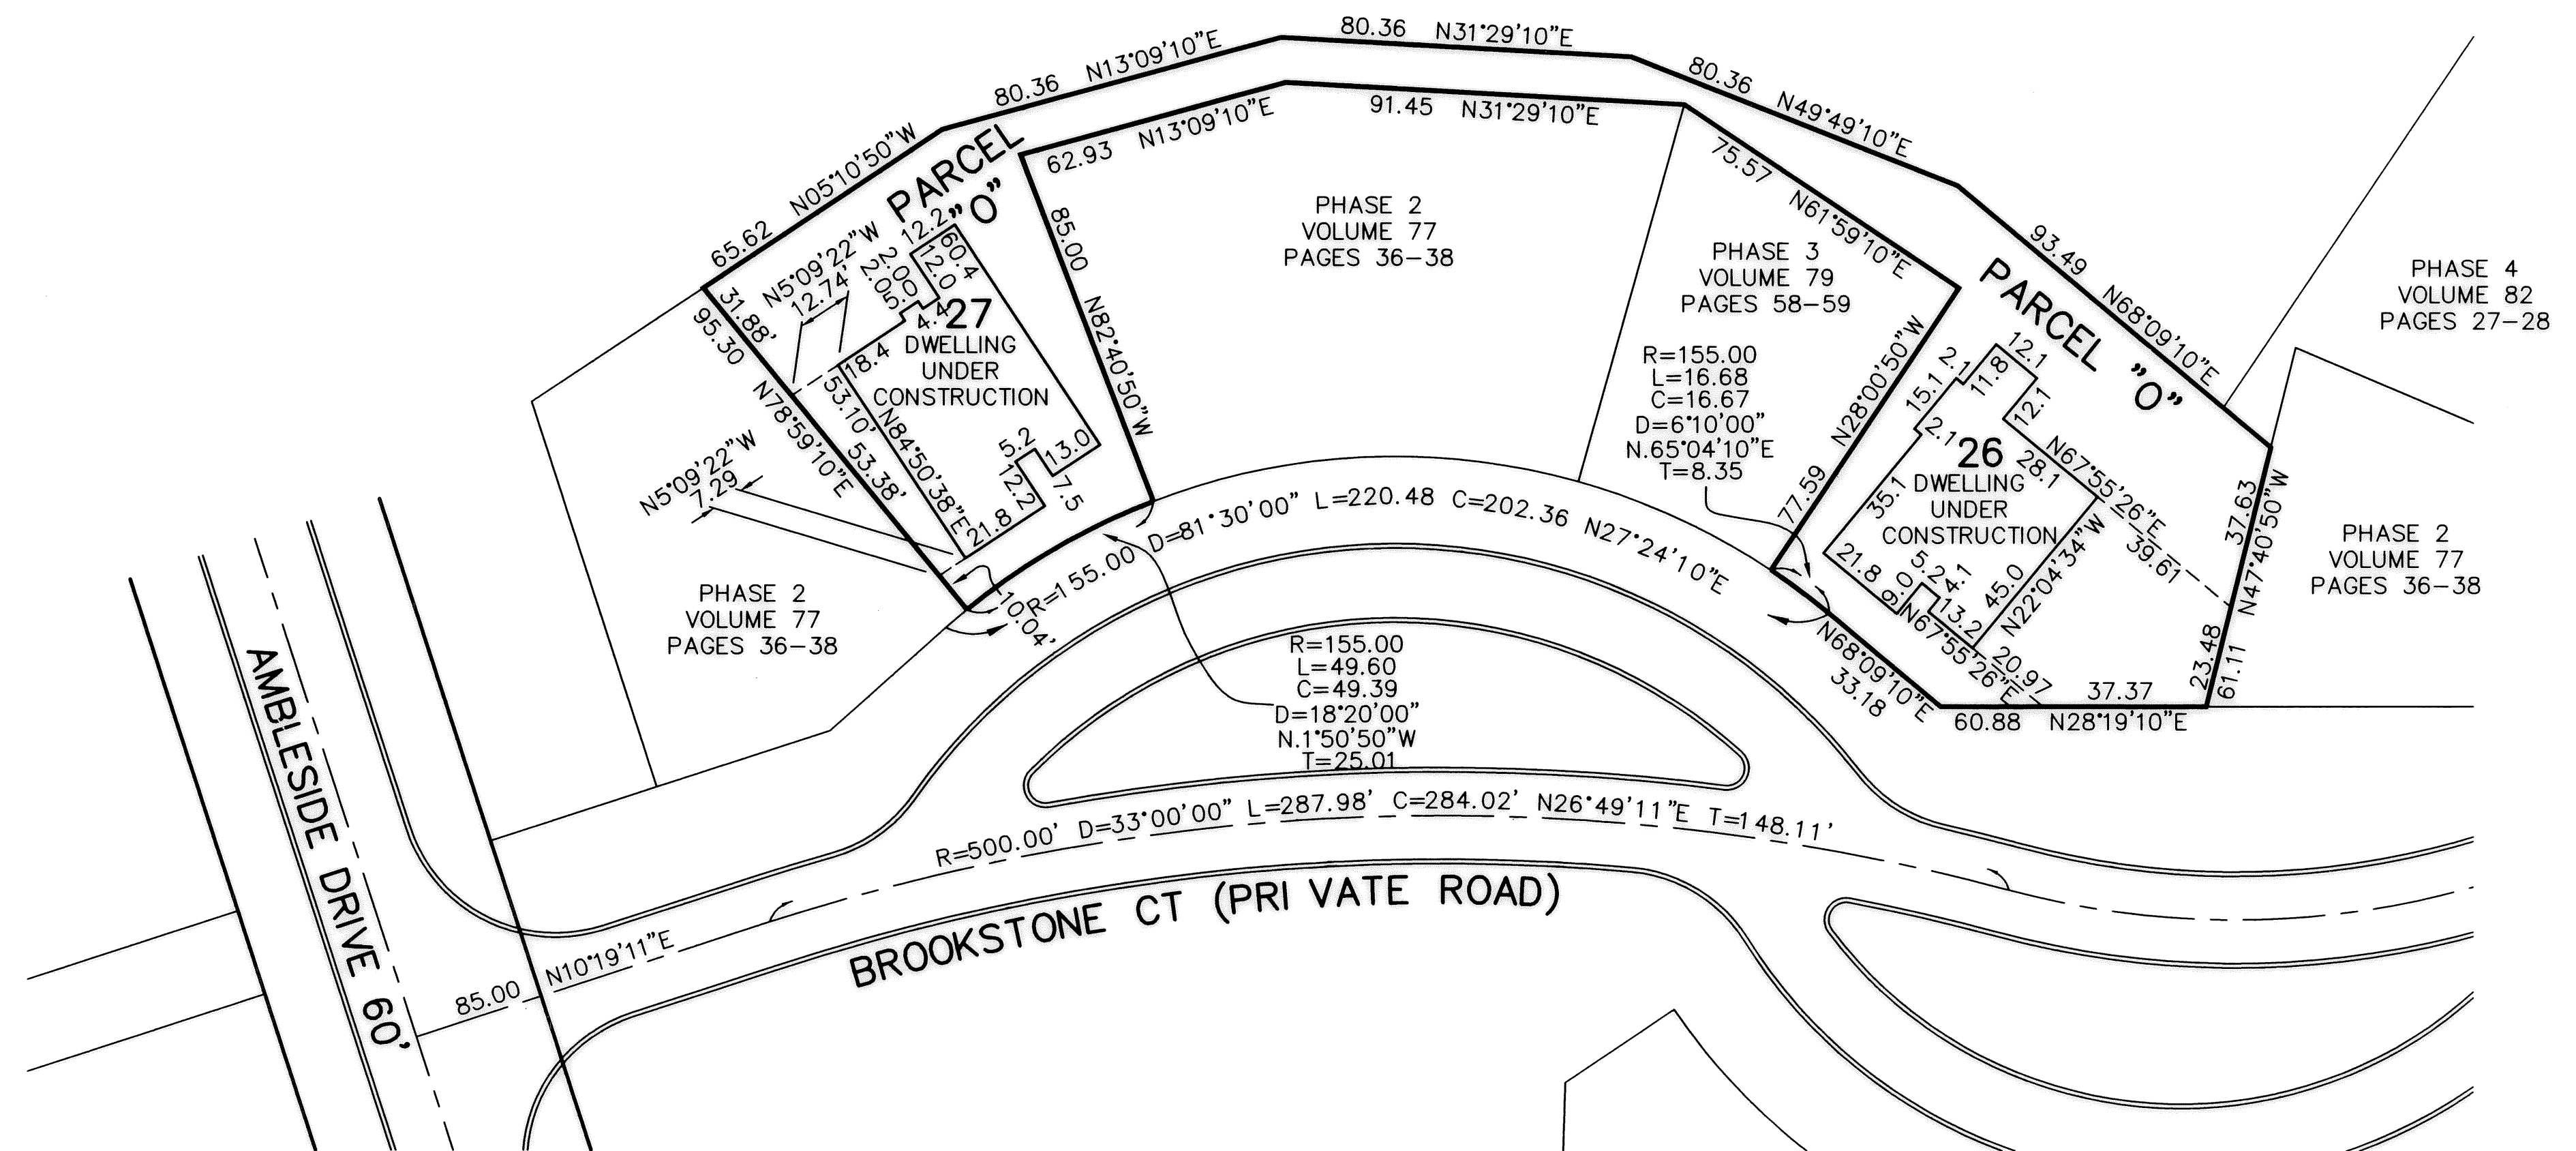 65.62 N05°10'50"W
80.36 N13°09'10"E
80.36 N31°29'10"E
80.36 N49°49'10"E
93.49 N68°09'10"E
PARCEL
"O"
62.93 N13°09'10"E
91.45 N31°29'10"E
75.57 N61°59'10"E
85.00 N82°40'50"W
N28°00'50"W
77.59
PHASE 2
VOLUME 77
PAGES 36-38
PHASE 3
VOLUME 79
PAGES 58-59
PHASE 4
VOLUME 82
PAGES 27-28
PARCEL "O"
N5°09'22"W
12.74'
31.88'
95.30 N78°59'10"E
53.38'
12.2
60.4
12.0
2.00
2.0
5.1
4.4
18.4
27
DWELLING
UNDER
CONSTRUCTION
53.10'
N84°50'38"E
5.2
13.0
7.5
12.2
21.8
N5°09'22"W
7.29
10.04'
PHASE 2
VOLUME 77
PAGES 36-38
R=155.00
L=16.68
C=16.67
D=6°10'00"
N.65°04'10"E
T=8.35
12.1
2.1
11.8
15.1
12.1
2.1
26
DWELLING
UNDER
CONSTRUCTION
N67°55'26"E
28.1
39.61
35.1
21.8
5.2
4.1
9.0
13.2
45.0
N22°04'34"W
N67°55'26"E
20.97
37.63
N47°40'50"W
23.48
61.11
37.37
60.88 N28°19'10"E
N68°09'10"E
33.18
PHASE 2
VOLUME 77
PAGES 36-38
R=155.00 D=81°30'00" L=220.48 C=202.36 N27°24'10"E
R=155.00
L=49.60
C=49.39
D=18°20'00"
N.1°50'50"W
T=25.01
R=500.00' D=33°00'00" L=287.98' C=284.02' N26°49'11"E T=148.11'
BROOKSTONE CT (PRIVATE ROAD)
85.00 N10°19'11"E
AMBLESIDE DRIVE 60'